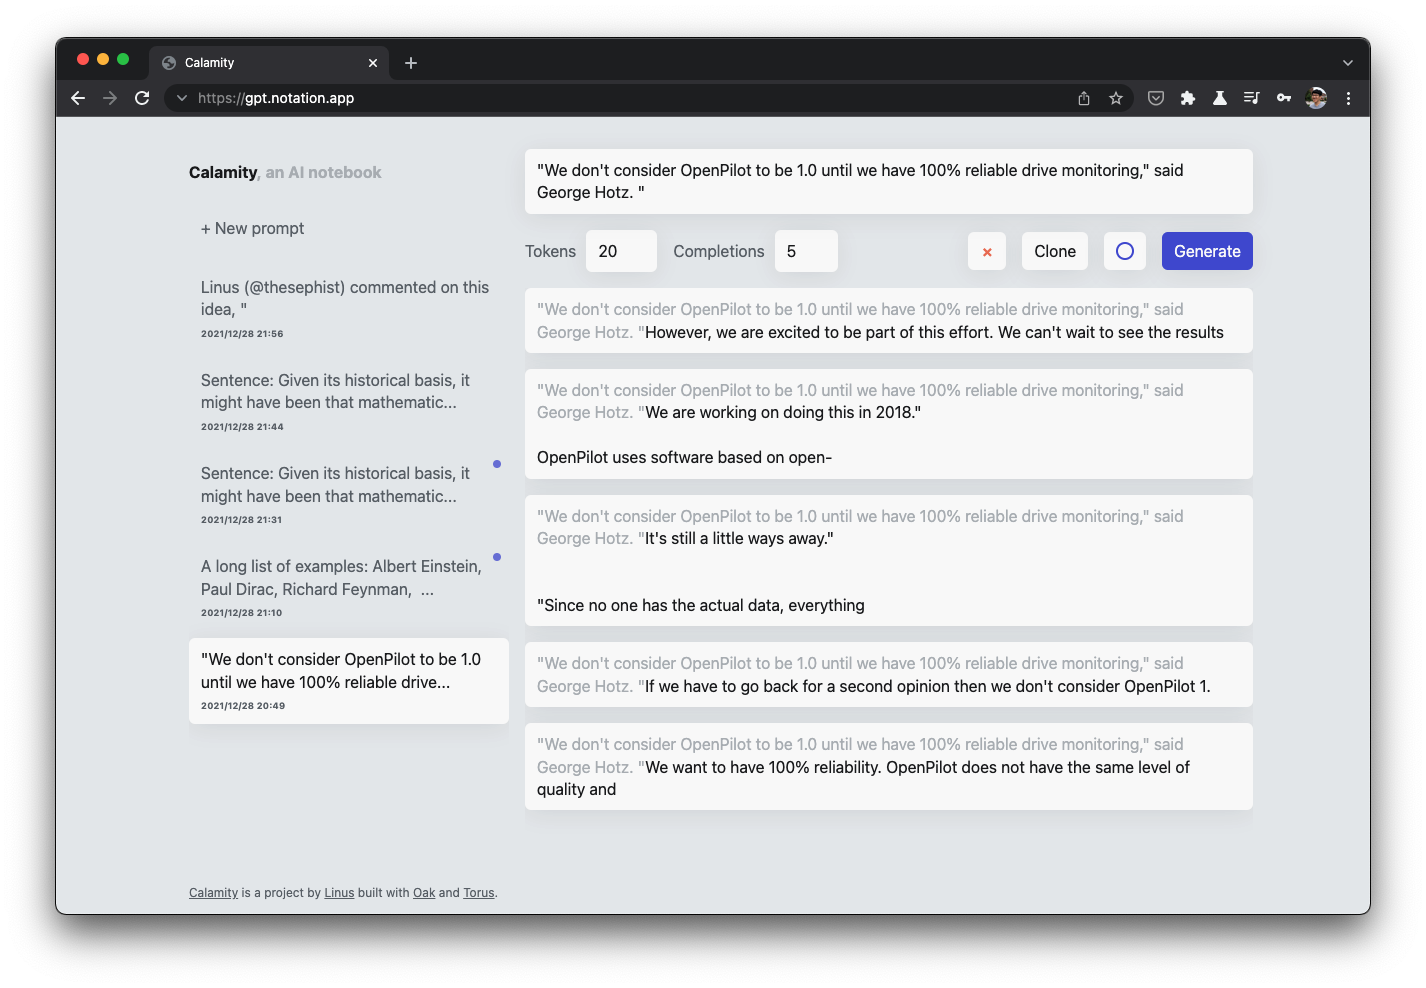 Calamity
https://gpt.notation.app
Calamity, an AI notebook
+ New prompt
Linus (@thesephist) commented on this
idea, "
2021/12/28 21:56
Sentence: Given its historical basis, it
might have been that mathematic...
2021/12/28 21:44
Sentence: Given its historical basis, it
might have been that mathematic...
2021/12/28 21:31
A long list of examples: Albert Einstein,
Paul Dirac, Richard Feynman,  ...
2021/12/28 21:10
"We don't consider OpenPilot to be 1.0
until we have 100% reliable drive...
2021/12/28 20:49
"We don't consider OpenPilot to be 1.0 until we have 100% reliable drive monitoring," said
George Hotz. "
Tokens 20 Completions 5 × Clone Generate
"We don't consider OpenPilot to be 1.0 until we have 100% reliable drive monitoring," said
George Hotz. "However, we are excited to be part of this effort. We can't wait to see the results
"We don't consider OpenPilot to be 1.0 until we have 100% reliable drive monitoring," said
George Hotz. "We are working on doing this in 2018."
OpenPilot uses software based on open-
"We don't consider OpenPilot to be 1.0 until we have 100% reliable drive monitoring," said
George Hotz. "It's still a little ways away."
"Since no one has the actual data, everything
"We don't consider OpenPilot to be 1.0 until we have 100% reliable drive monitoring," said
George Hotz. "If we have to go back for a second opinion then we don't consider OpenPilot 1.
"We don't consider OpenPilot to be 1.0 until we have 100% reliable drive monitoring," said
George Hotz. "We want to have 100% reliability. OpenPilot does not have the same level of
quality and
Calamity is a project by Linus built with Oak and Torus.